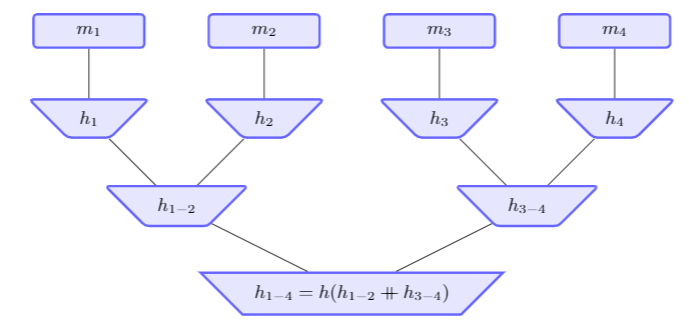 m₁ m₂ m₃ m₄
h₁ h₂ h₃ h₄
h₁₋₂ h₃₋₄
h₁₋₄ = h(h₁₋₂ ⧺ h₃₋₄)